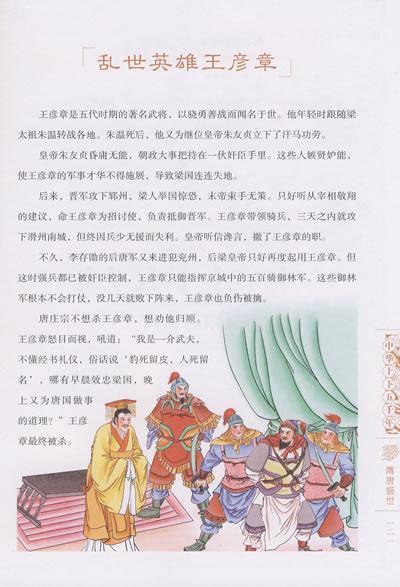 乱世英雄王彦章
王彦章是五代时期的著名武将，以骁勇善战而闻名于世。他年轻时跟随梁
太祖朱温转战各地。朱温死后，他又为继位皇帝朱友贞立下了汗马功劳。
皇帝朱友贞昏庸无能，朝政大事把持在一伙奸臣手里。这些人嫉贤妒能，
使王彦章的军事才华不得施展，导致梁国连连失地。
后来，晋军攻下郓州，梁人举国惊恐，末帝束手无策。只好听从宰相敬翔
的建议，命王彦章为招讨使，负责抵御晋军。王彦章带领骑兵，三天之内就攻
下滑州南城，但终因兵少无援而失利。皇帝听信谗言，撤了王彦章的职。
不久，李存勖的后唐军又来进犯兖州，后梁皇帝只好再度起用王彦章。但
这时强兵都已被奸臣控制，王彦章只能指挥京城中的五百骑御林军。这些御林
军根本不会打仗，没几天就败下阵来，王彦章也负伤被擒。
唐庄宗不想杀王彦章，想劝他归顺。
王彦章怒目而视，吼道：“我是一介武夫，
不懂经书礼仪，俗话说‘豹死留皮，人死留
名’，哪有早晨效忠梁国，晚
上又为唐国做事
的道理？”王彦
章最终被杀。
中华上下五千年
隋唐盛世